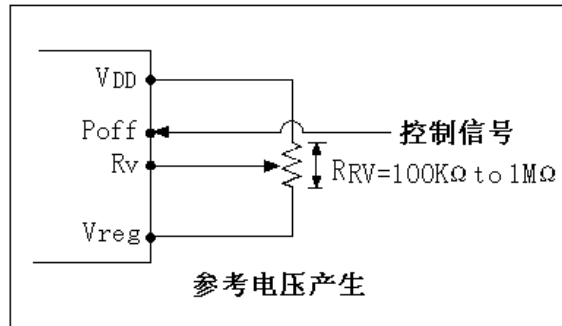 VDD
Poff
控制信号
Rv
RRV=100KΩ to 1MΩ
Vreg
参考电压产生